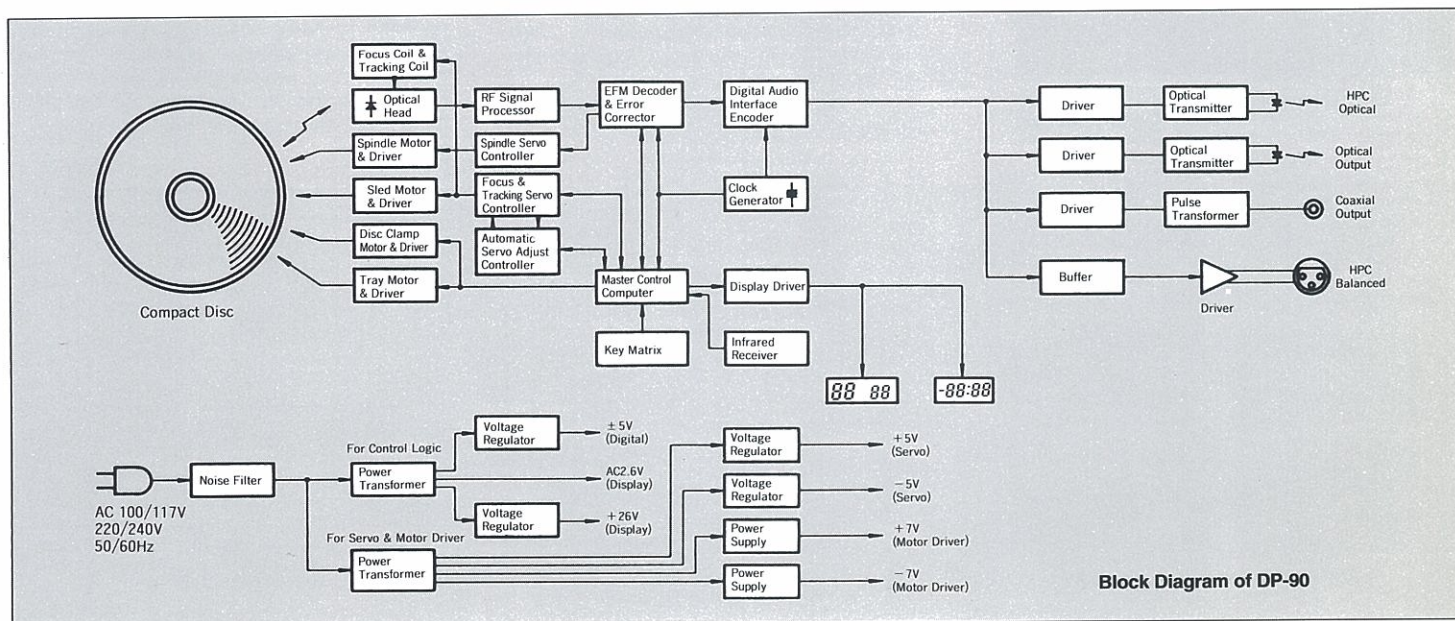 Focus Coil &
Tracking Coil
Optical
Head
RF Signal
Processor
EFM Decoder
& Error
Corrector
Digital Audio
Interface
Encoder
Driver
Optical
Transmitter
HPC
Optical
Spindle Motor
& Driver
Spindle Servo
Controller
Driver
Optical
Transmitter
Optical
Output
Sled Motor
& Driver
Focus &
Tracking Servo
Controller
Clock
Generator
Driver
Pulse
Transformer
Coaxial
Output
Disc Clamp
Motor & Driver
Automatic
Servo Adjust
Controller
Tray Motor
& Driver
Master Control
Computer
Display Driver
Buffer
Driver
HPC
Balanced
Compact Disc
Key Matrix
Infrared
Receiver
88 88
-88:88
For Control Logic
Voltage
Regulator
±5V
(Digital)
Voltage
Regulator
+5V
(Servo)
Noise Filter
Power
Transformer
AC2.6V
(Display)
Voltage
Regulator
-5V
(Servo)
AC 100/117V
220/240V
50/60Hz
Voltage
Regulator
+26V
(Display)
For Servo & Motor Driver
Power
Supply
+7V
(Motor Driver)
Power
Transformer
Power
Supply
-7V
(Motor Driver)
Block Diagram of DP-90